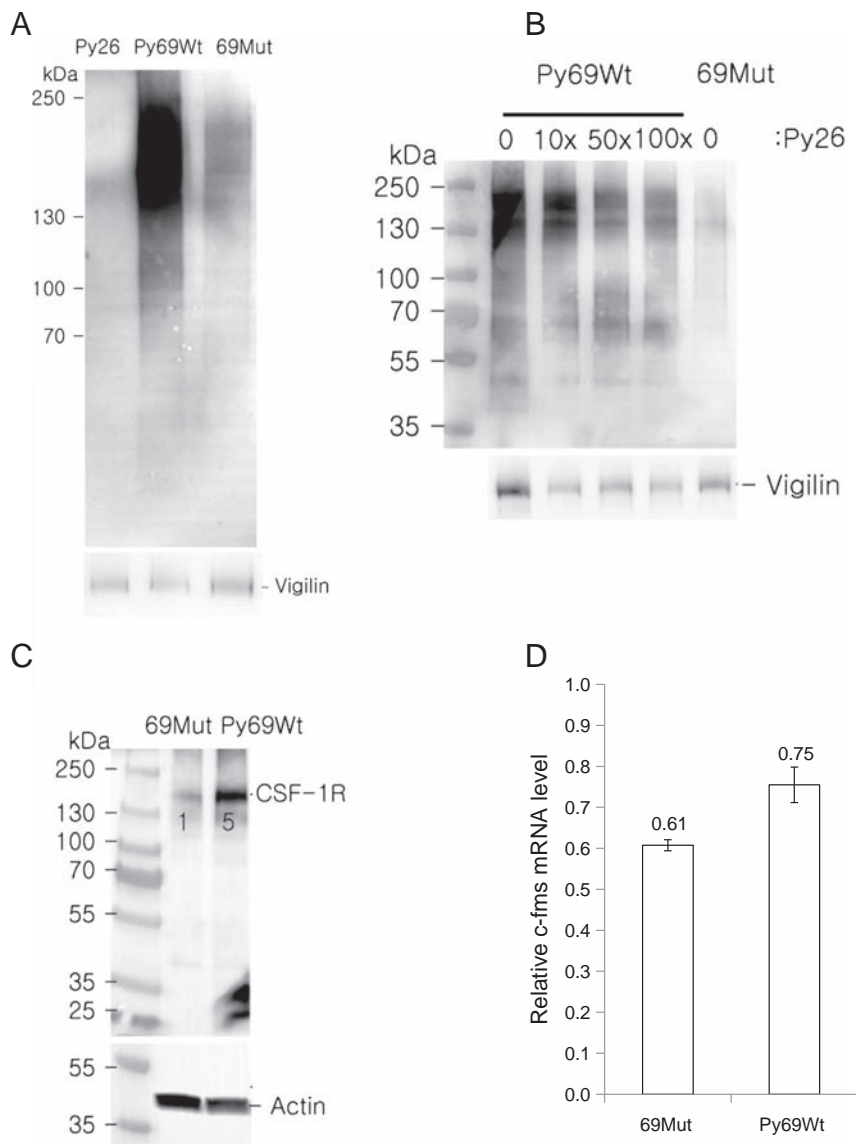 A
Py26 Py69Wt 69Mut
kDa
250
130
100
70
Vigilin
B
Py69Wt 69Mut
0 10x 50x 100x 0 :Py26
kDa
250
130
100
70
55
35
Vigilin
C
69Mut Py69Wt
kDa
250
130
100
70
55
35
25
CSF-1R
1 5
55
35
Actin
D
Relative c-fms mRNA level
1.0
0.9
0.8
0.7
0.6
0.5
0.4
0.3
0.2
0.1
0.0
0.61
0.75
69Mut Py69Wt